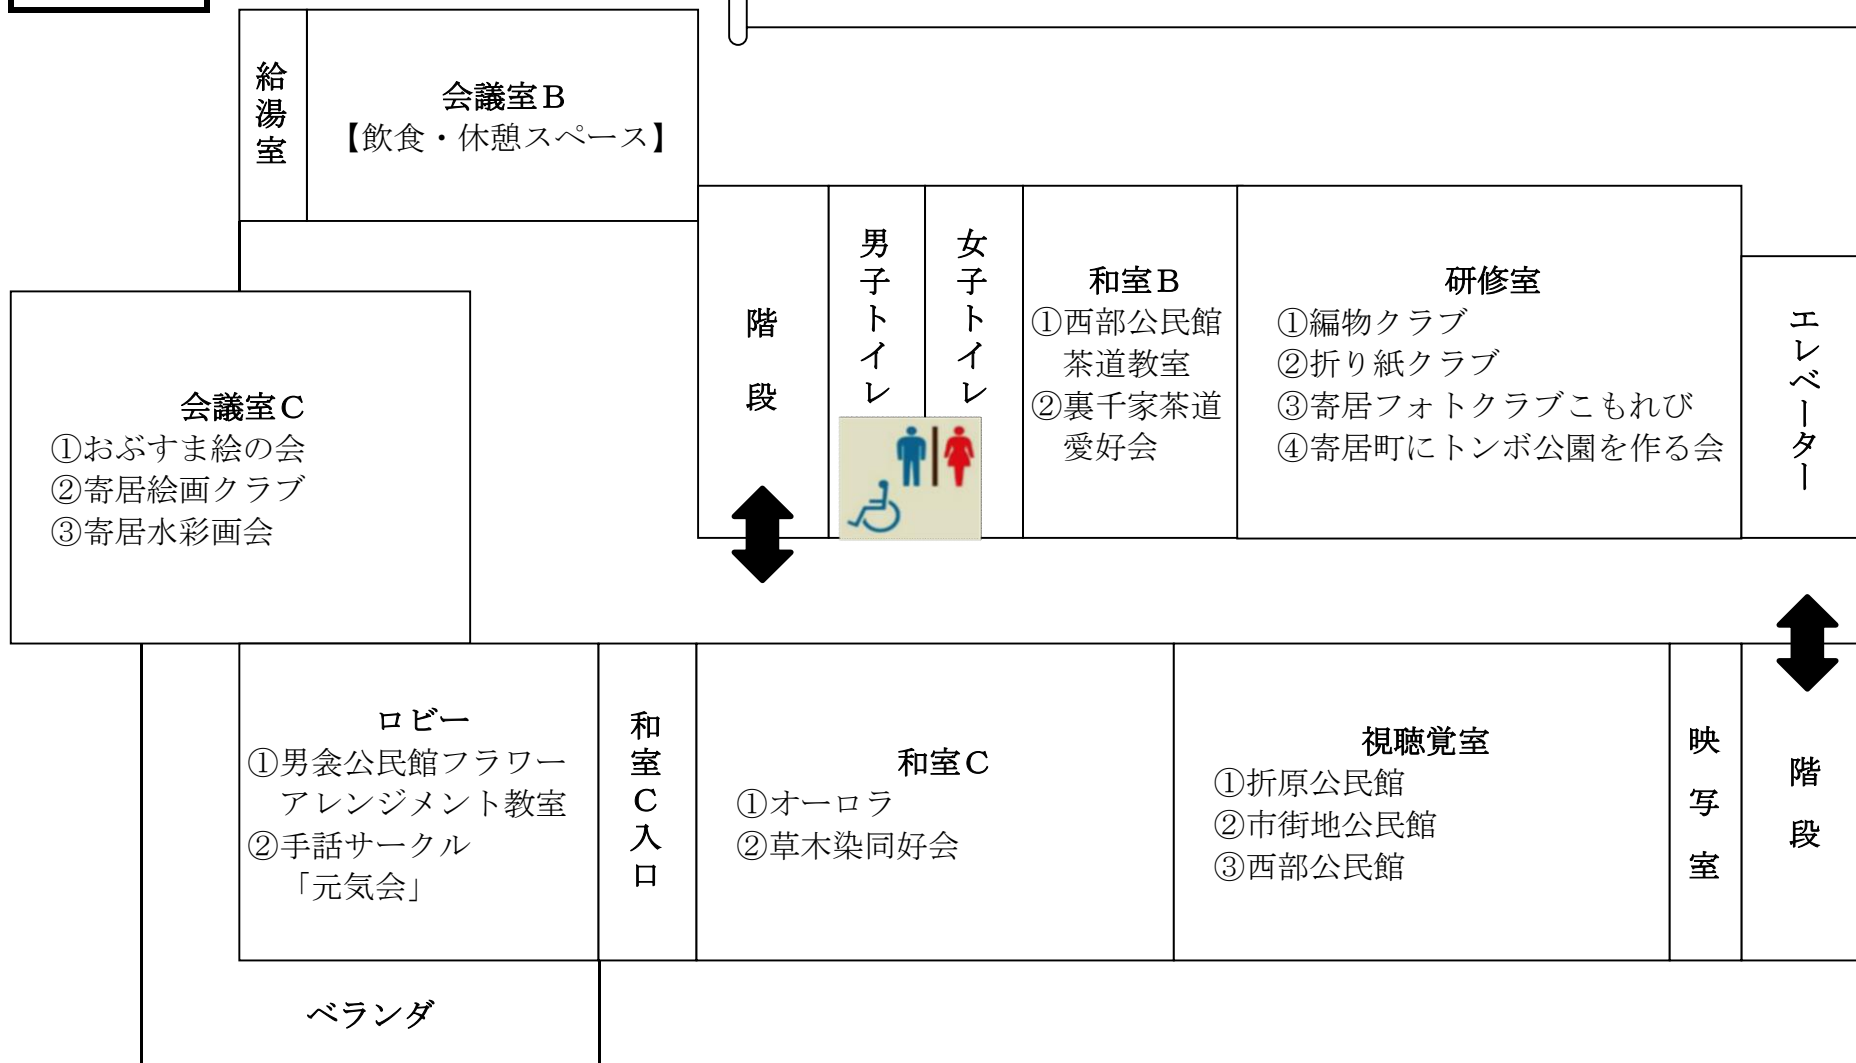 給湯室
会議室B
【飲食・休憩スペース】
階段
男子トイレ
女子トイレ
和室B
①西部公民館
茶道教室
②裏千家茶道
愛好会
研修室
①編物クラブ
②折り紙クラブ
③寄居フォトクラブこもれび
④寄居町にトンボ公園を作る会
エレベーター
会議室C
①おぶすま絵の会
②寄居絵画クラブ
③寄居水彩画会
ロビー
①男衾公民館フラワー
アレンジメント教室
②手話サークル
「元気会」
和室C入口
和室C
①オーロラ
②草木染同好会
視聴覚室
①折原公民館
②市街地公民館
③西部公民館
映写室
階段
ベランダ